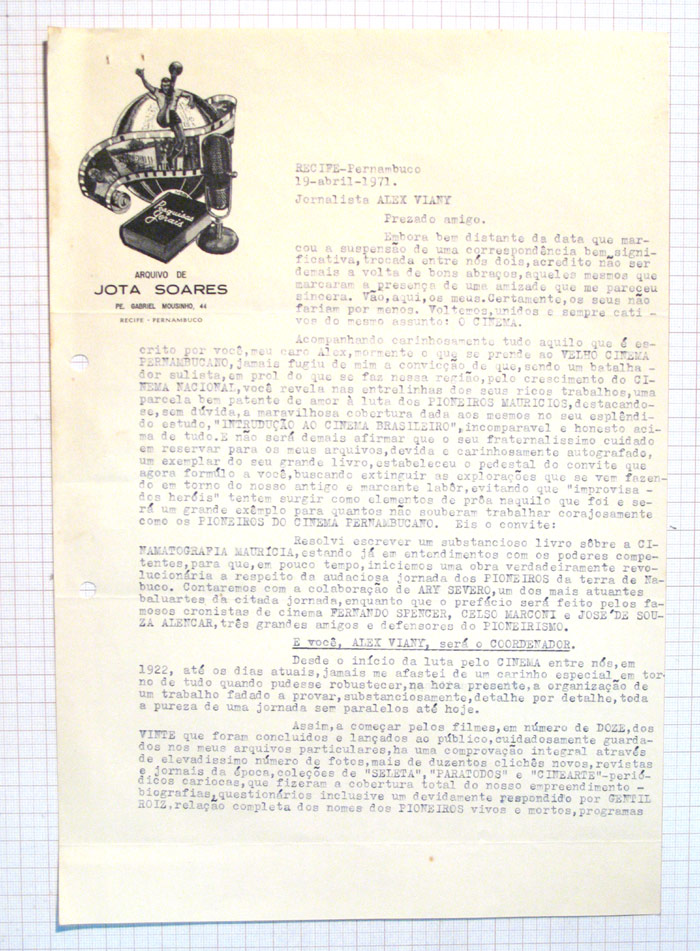 Pesquisas
Gerais
ARQUIVO DE
JOTA SOARES
PE. GABRIEL MOUSINHO, 44
RECIFE - PERNAMBUCO
RECIFE-Pernambuco
19-abril-1971.
Jornalista ALEX VIANY
Prezado amigo.
Embora bem distante da data que mar-
cou a suspensão de uma correspondência bem signi-
ficativa,trocada entre nós dois,acredito não ser
demais a volta de bons abraços,aqueles mesmos que
marcaram a presença de uma amizade que me pareceu
sincera. Vão,aqui,os meus.Certamente,os seus não
fariam por menos. Voltemos,unidos e sempre cati -
vos do mesmo assunto: O CINEMA.
Acompanhando carinhosamente tudo aquilo que é es-
crito por você,meu caro Alex,mormente o que se prende ao VELHO CINEMA
PERNAMBUCANO,jamais fugiu de mim a convicção de que,sendo um batalha -
dor sulista,em prol do que se faz nessa região,pelo crescimento do CI-
NEMA NACIONAL,você revela nas entrelinhas dos seus ricos trabalhos,uma
parcela bem patente de amor à luta dos PIONEIROS MAURICIOS,destacando-
se,sem dúvida,a maravilhosa cobertura dada aos mesmos no seu esplêndi-
do estudo,"INTRUDUÇÃO AO CINEMA BRASILEIRO",incomparavel e honesto aci-
ma de tudo.E não será demais afirmar que o seu fraternalissimo cuidado
em reservar para os meus arquivos,devida e carinhosamente autografado,
um exemplar do seu grande livro,estabeleceu o pedestal do convite que
agora formúlo a você,buscando extinguir as explorações que se vem fazen-
do em torno do nosso antigo e marcante labôr,evitando que "improvisa -
dos heróis" tentem surgir como elementos de prôa naquilo que foi e se-
rá um grande exêmplo para quantos não souberam trabalhar corajosamente
como os PIONEIROS DO CINEMA PERNAMBUCANO. Eis o convite:
Resolvi escrever um substancioso livro sôbre a CI-
NAMATOGRAFIA MAURÍCIA,estando já em entendimentos com os poderes compe-
tentes,para que,em pouco tempo,iniciemos uma obra verdadeiramente revo-
lucionária a respeito da audaciosa jornada dos PIONEIROS da terra de Na-
buco. Contaremos com a colaboração de ARY SEVERO,um dos mais atuantes
baluartes da citada jornada,enquanto que o prefácio será feito pelos fa-
mosos cronistas de cinema FERNANDO SPENCER, CELSO MARCONI e JOSÉ DE SOU-
ZA ALENCAR,três grandes amigos e defensores do PIONEIRISMO.
E você, ALEX VIANY, será o COORDENADOR.
Desde o início da luta pelo CINEMA entre nós,em
1922, até os dias atuais,jamais me afastei de um carinho especial em tor-
no de tudo quando pudesse robustecer,na hora presente,a organização de
um trabalho fadado a provar,substanciosamente,detalhe por detalhe,toda
a pureza de uma jornada sem paralelos até hoje.
Assim,a começar pelos filmes,em número de DOZE,dos
VINTE que foram concluidos e lançados ao público,cuidadosamente guarda-
dos nos meus arquivos particulares,ha uma comprovação integral através
de elevadissimo número de fotos,mais de duzentos clichês novos,revistas
e jornais da época,coleções de "SELETA","PARATODOS" e "CINEARTE"-perió-
dicos cariocas,que fizeram a cobertura total do nosso empreendimento -
biografias,questionários inclusive um devidamente respondido por GENTIL
ROIZ,relação completa dos nomes dos PIONEIROS vivos e mortos,programas